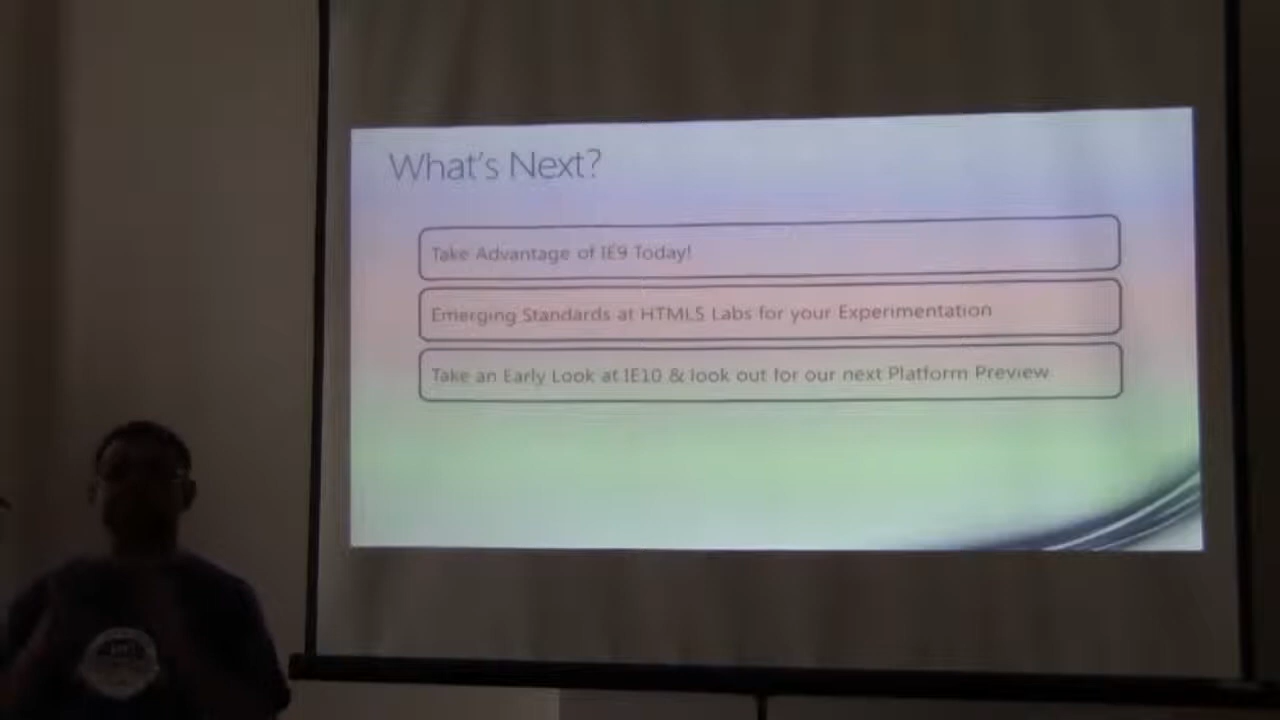 What's Next?
Take Advantage of IE9 Today!
Emerging Standards at HTML5 Labs for your Experimentation
Take an Early Look at IE10 & look out for our next Platform Preview